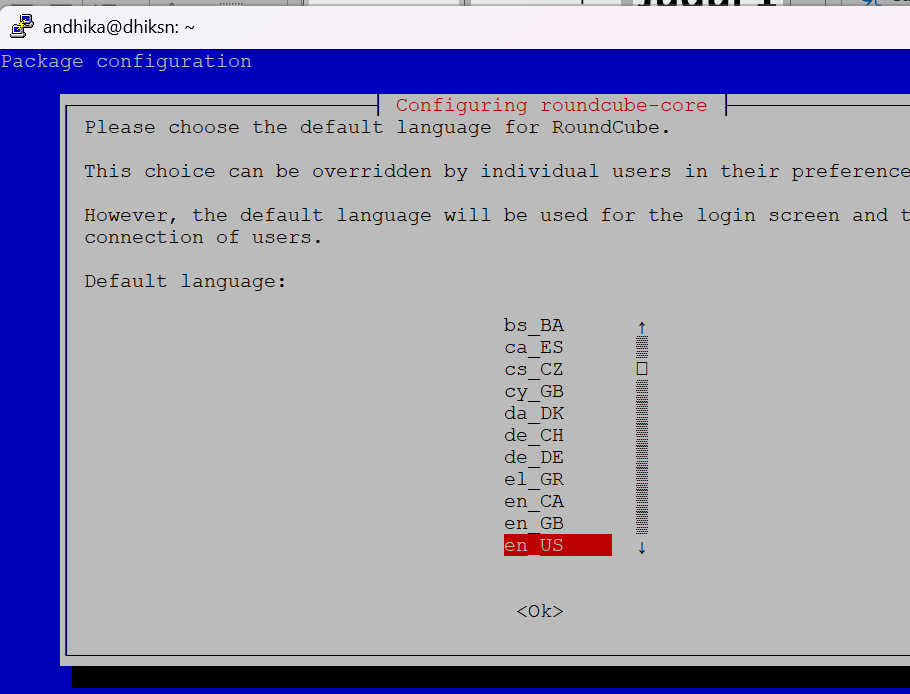 andhika@dhiksn: ~
Package configuration
Configuring roundcube-core
Please choose the default language for RoundCube.
This choice can be overridden by individual users in their preference
However, the default language will be used for the login screen and t
connection of users.
Default language:
bs_BA
ca_ES
cs_CZ
cy_GB
da_DK
de_CH
de_DE
el_GR
en_CA
en_GB
en_US
<Ok>